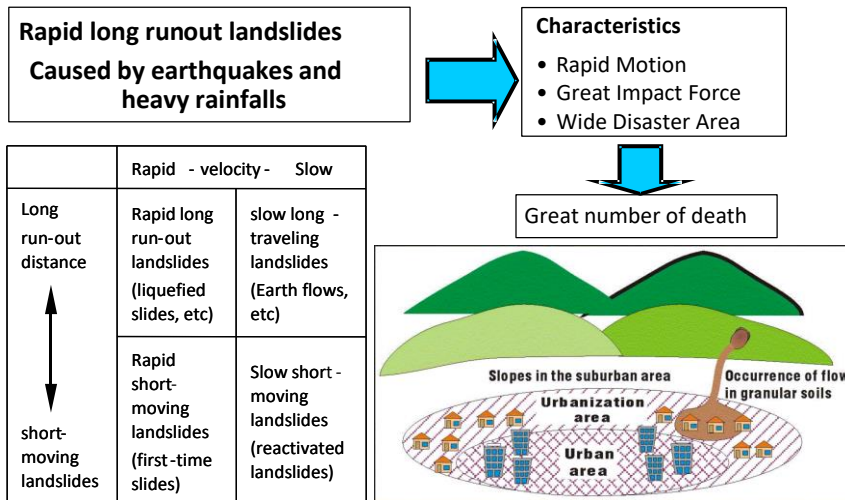 Rapid long runout landslides
Caused by earthquakes and
heavy rainfalls
Characteristics
• Rapid Motion
• Great Impact Force
• Wide Disaster Area
Great number of death
Rapid - velocity - Slow
Long
run-out
distance
short-
moving
landslides
Rapid long
run-out
landslides
(liquefied
slides, etc)
slow long -
traveling
landslides
(Earth flows,
etc)
Rapid
short-
moving
landslides
(first-time
slides)
Slow short -
moving
landslides
(reactivated
landslides)
Slopes in the suburban area
Occurrence of flow
in granular soils
Urbanization
area
Urban
area